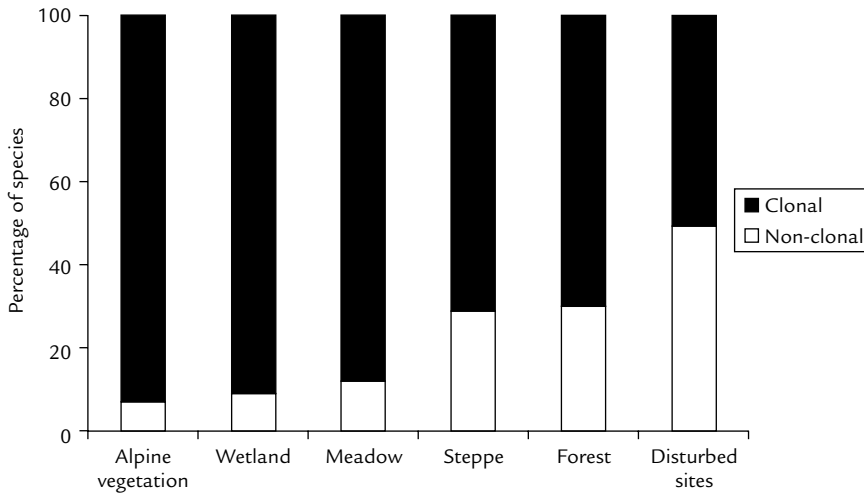 100
80
60
40
20
0
Percentage of species
Clonal
Non-clonal
Alpine
vegetation
Wetland
Meadow
Steppe
Forest
Disturbed
sites